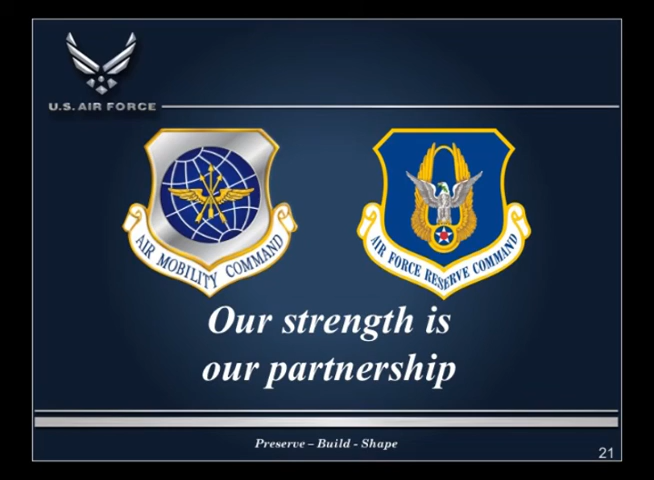 U.S. AIR FORCE
AIR MOBILITY COMMAND
AIR FORCE RESERVE COMMAND
Our strength is
our partnership
Preserve – Build - Shape
21